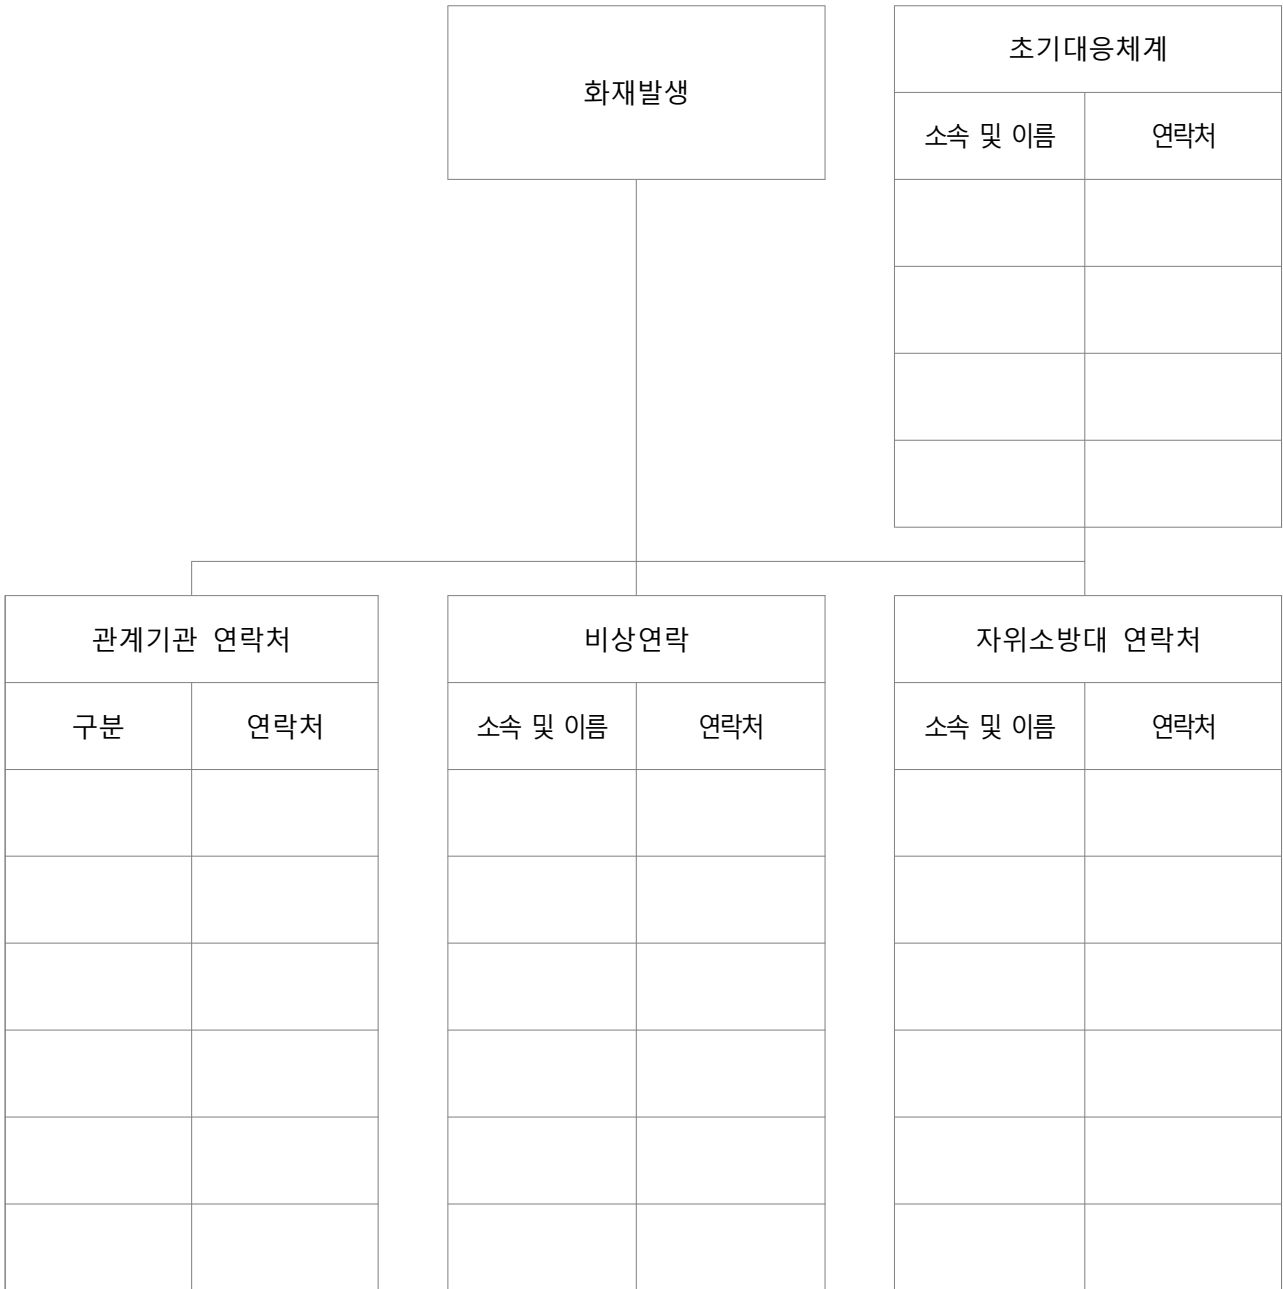 화재발생
초기대응체계
소속 및 이름 연락처
관계기관 연락처
구분 연락처
비상연락
소속 및 이름 연락처
자위소방대 연락처
소속 및 이름 연락처